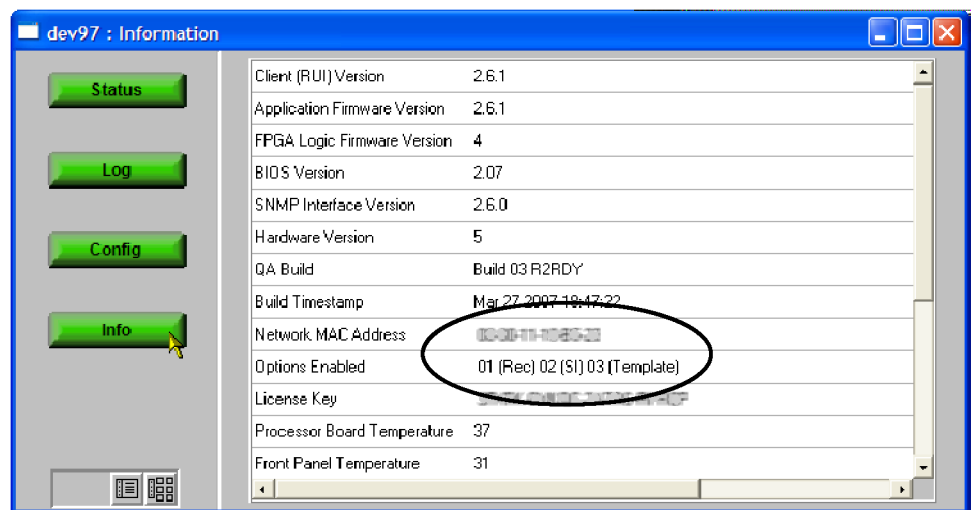 dev97 : Information
Status
Log
Config
Info
Client (RUI) Version 2.6.1
Application Firmware Version 2.6.1
FPGA Logic Firmware Version 4
BIOS Version 2.07
SNMP Interface Version 2.6.0
Hardware Version 5
QA Build Build 03 R2RDY
Build Timestamp Mar 27 2007 18:47:22
Network MAC Address
Options Enabled 01 (Rec) 02 (SI) 03 (Template)
License Key
Processor Board Temperature 37
Front Panel Temperature 31